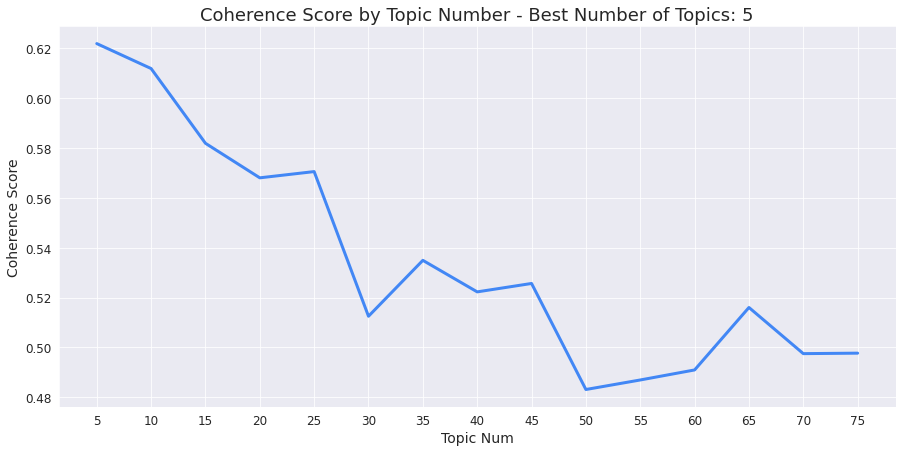 Coherence Score by Topic Number - Best Number of Topics: 5
Coherence Score
0.62
0.60
0.58
0.56
0.54
0.52
0.50
0.48
5 10 15 20 25 30 35 40 45 50 55 60 65 70 75
Topic Num